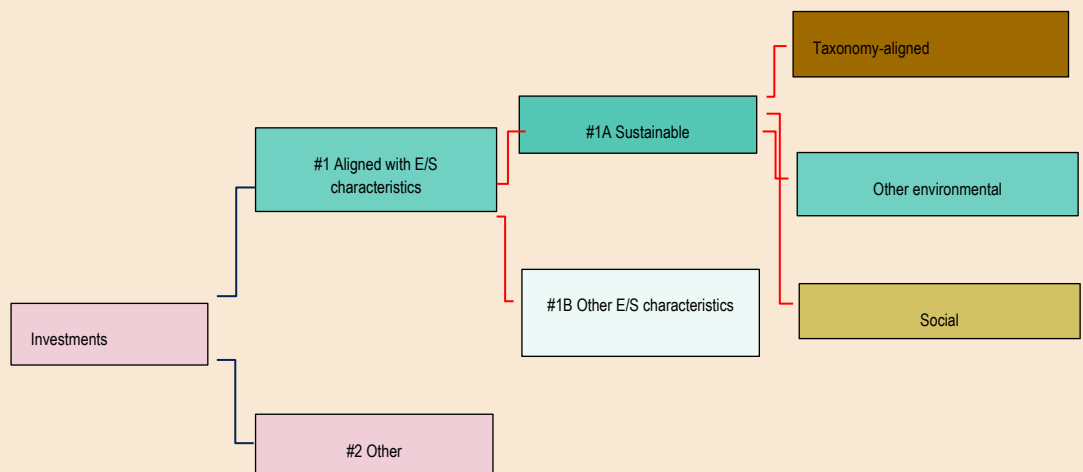 Taxonomy-aligned
#1A Sustainable
#1 Aligned with E/S
characteristics
Other environmental
#1B Other E/S characteristics
Social
Investments
#2 Other